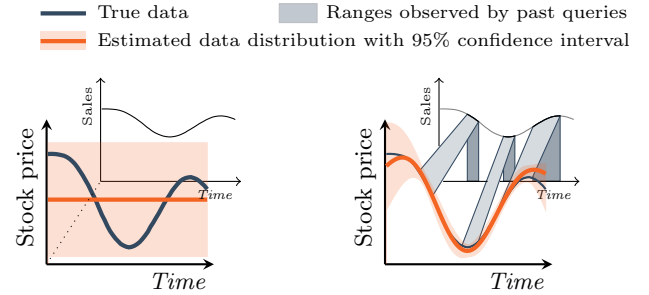 True data
Ranges observed by past queries
Estimated data distribution with 95% confidence interval
Sales
Time
Stock price
Time
Sales
Time
Stock price
Time